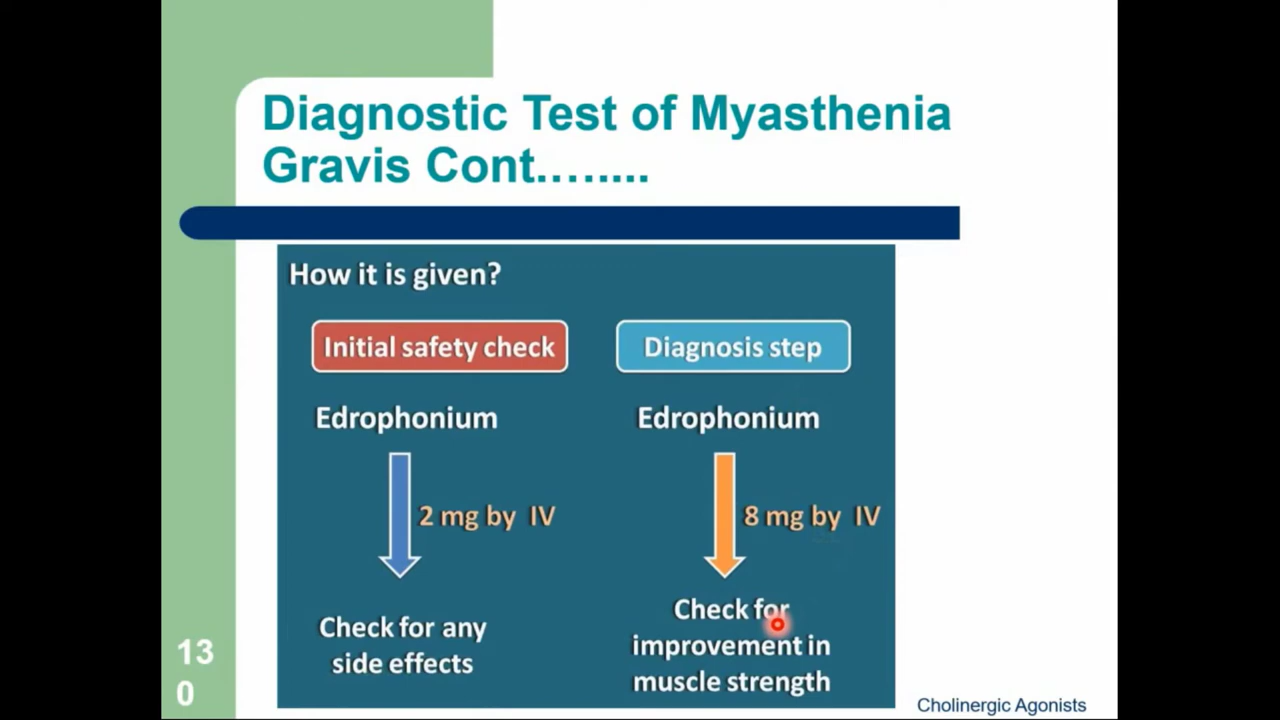 Diagnostic Test of Myasthenia
Gravis Cont.…....
How it is given?
Initial safety check
Edrophonium
2 mg by IV
Check for any
side effects
Diagnosis step
Edrophonium
8 mg by IV
Check for
improvement in
muscle strength
13
0
Cholinergic Agonists